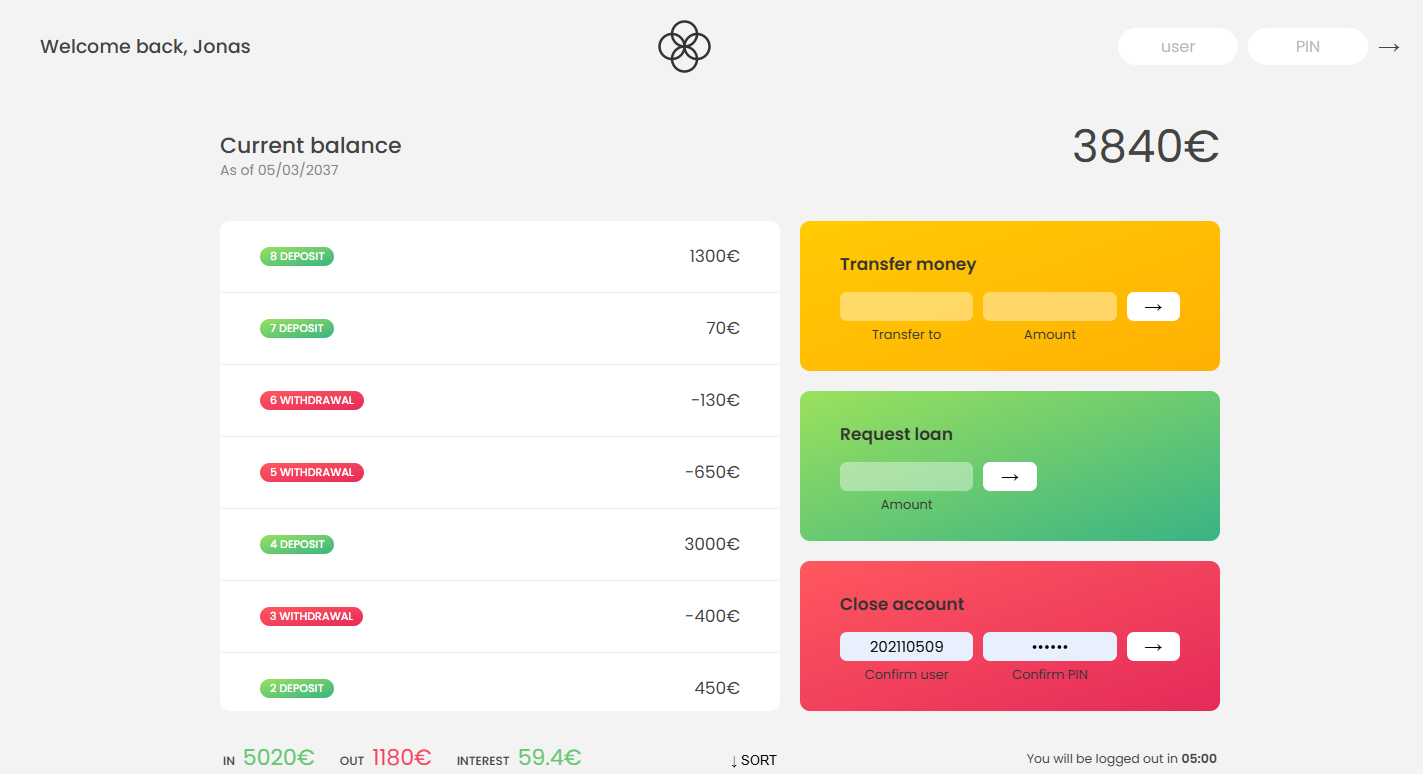 Welcome back, Jonas
user
PIN
→
Current balance
As of 05/03/2037
3840€
8 DEPOSIT
1300€
7 DEPOSIT
70€
6 WITHDRAWAL
-130€
5 WITHDRAWAL
-650€
4 DEPOSIT
3000€
3 WITHDRAWAL
-400€
2 DEPOSIT
450€
Transfer money
→
Transfer to
Amount
Request loan
→
Amount
Close account
202110509
••••••
→
Confirm user
Confirm PIN
IN 5020€ OUT 1180€ INTEREST 59.4€
↓ SORT
You will be logged out in 05:00